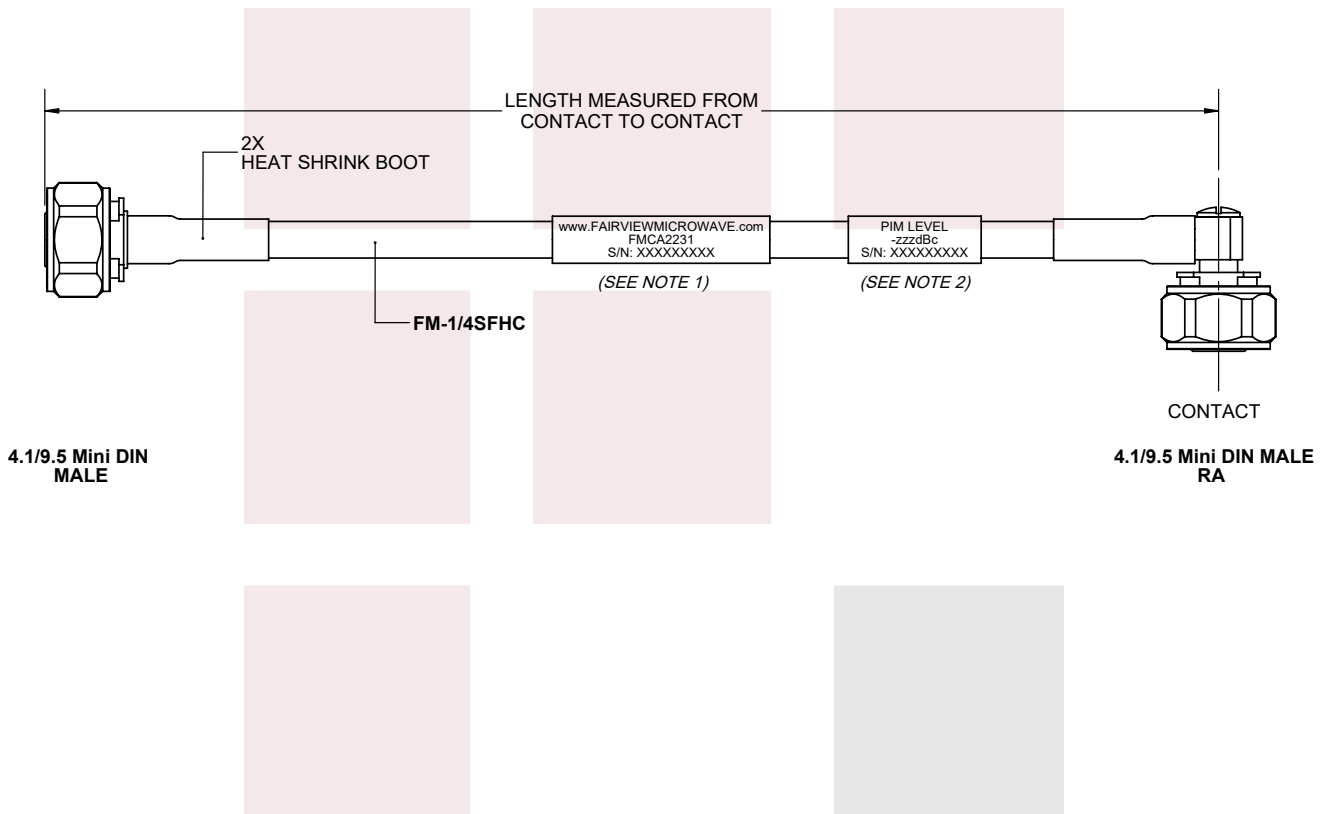 LENGTH MEASURED FROM
CONTACT TO CONTACT
2X
HEAT SHRINK BOOT
www.FAIRVIEWMICROWAVE.com
FMCA2231
S/N: XXXXXXXXX
PIM LEVEL
-zzzdBc
S/N: XXXXXXXXX
(SEE NOTE 1)
(SEE NOTE 2)
FM-1/4SFHC
CONTACT
4.1/9.5 Mini DIN
MALE
4.1/9.5 Mini DIN MALE
RA